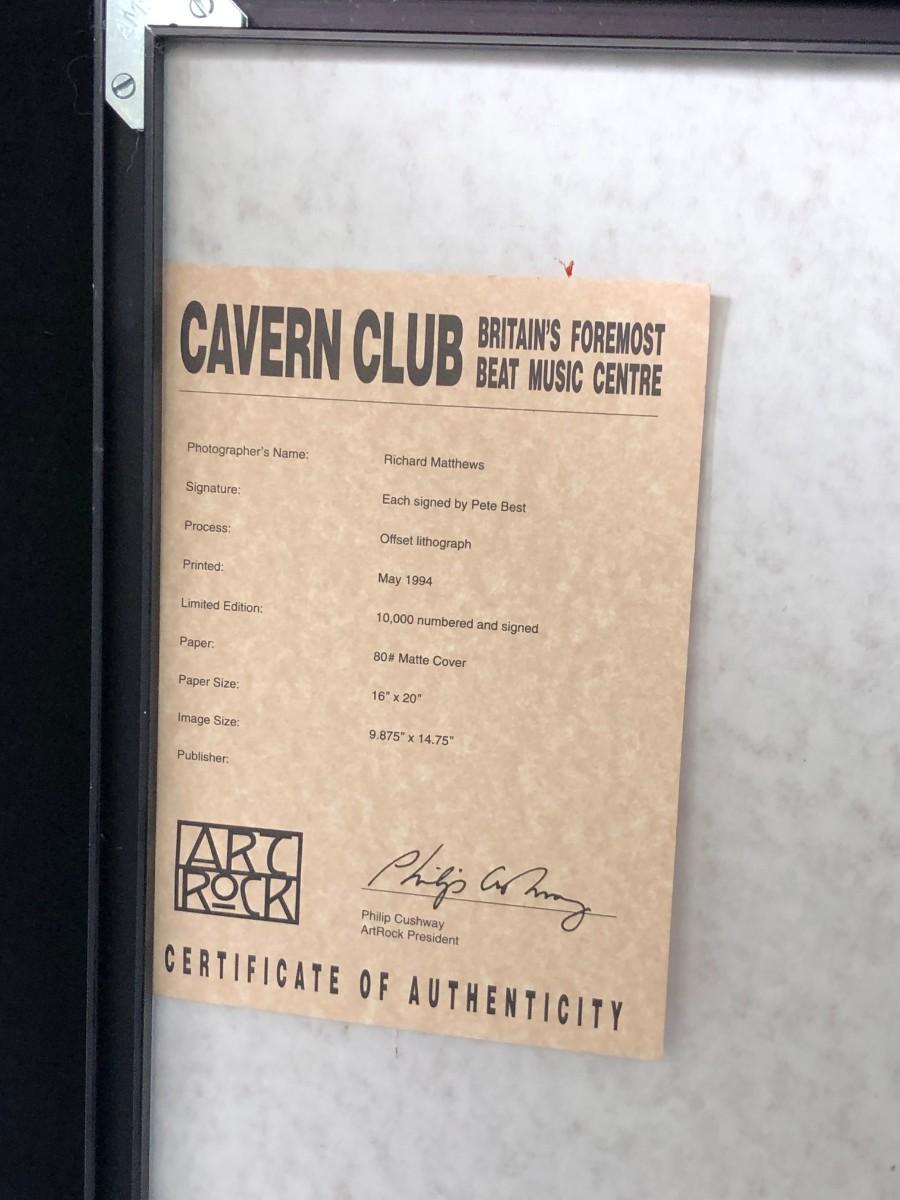 CAVERN CLUB BRITAIN'S FOREMOST
BEAT MUSIC CENTRE
Photographer's Name: Richard Matthews
Signature: Each signed by Pete Best
Process: Offset lithograph
Printed: May 1994
Limited Edition: 10,000 numbered and signed
Paper: 80# Matte Cover
Paper Size: 16" x 20"
Image Size: 9.875" x 14.75"
Publisher:
ART
ROCK
Philip Cushway
Philip Cushway
ArtRock President
CERTIFICATE OF AUTHENTICITY